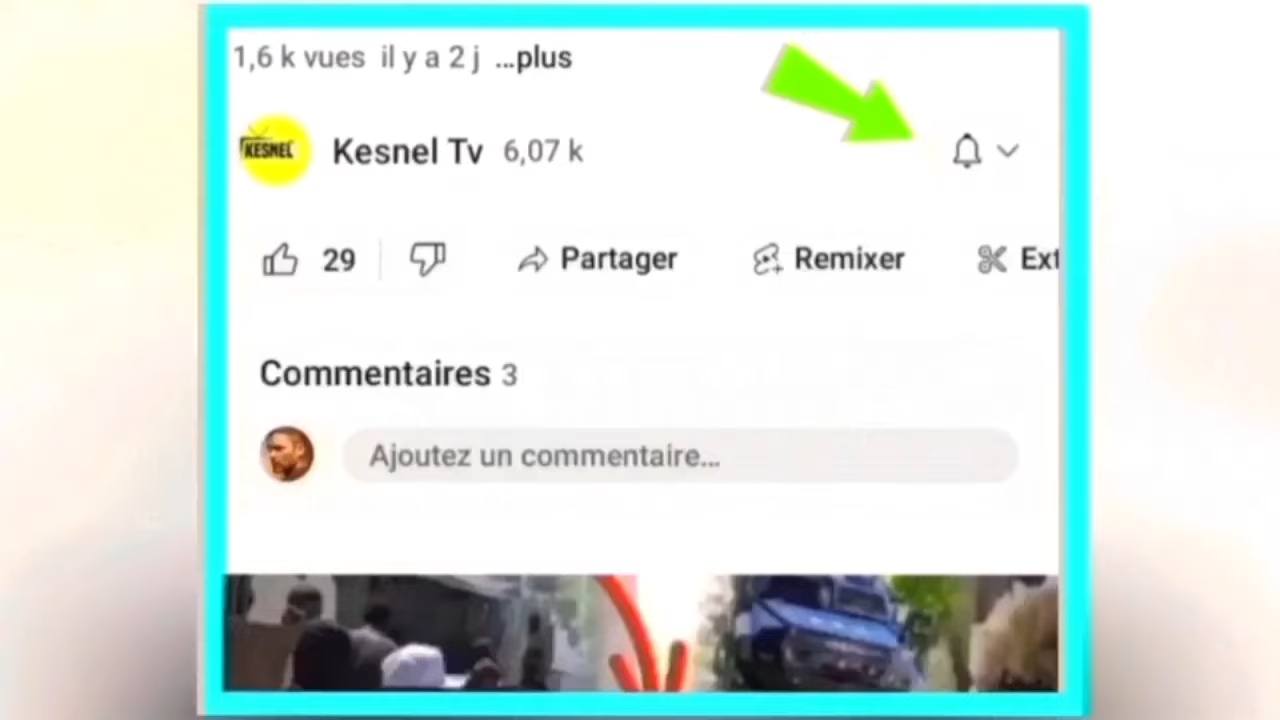 1,6 k vues il y a 2 j ...plus
KESNEL
Kesnel Tv 6,07 k
29 Partager Remixer Ext
Commentaires 3
Ajoutez un commentaire...